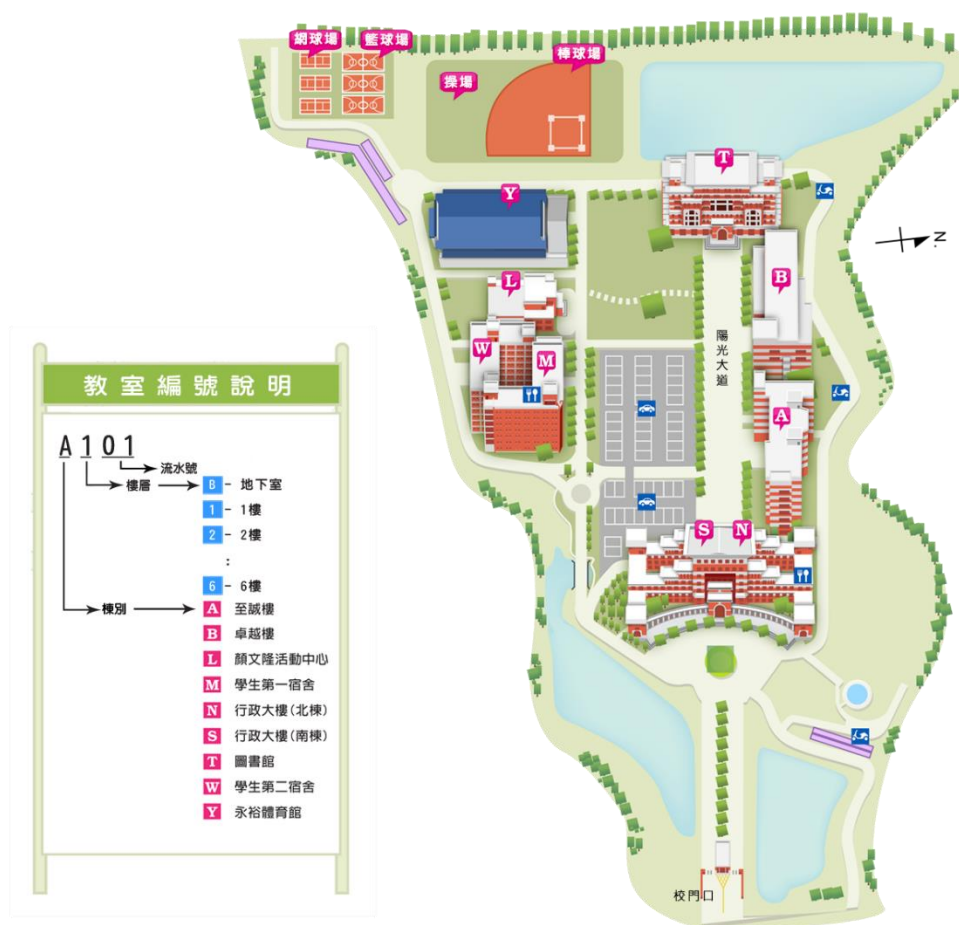 網球場
籃球場
操場
棒球場
T
Y
N
B
L
W
M
陽光大道
A
S
N
校門口
教室編號說明
A101
流水號
樓層
B - 地下室
1 - 1樓
2 - 2樓
:
6 - 6樓
棟別
A 至誠樓
B 卓越樓
L 顏文隆活動中心
M 學生第一宿舍
N 行政大樓(北棟)
S 行政大樓(南棟)
T 圖書館
W 學生第二宿舍
Y 永裕體育館